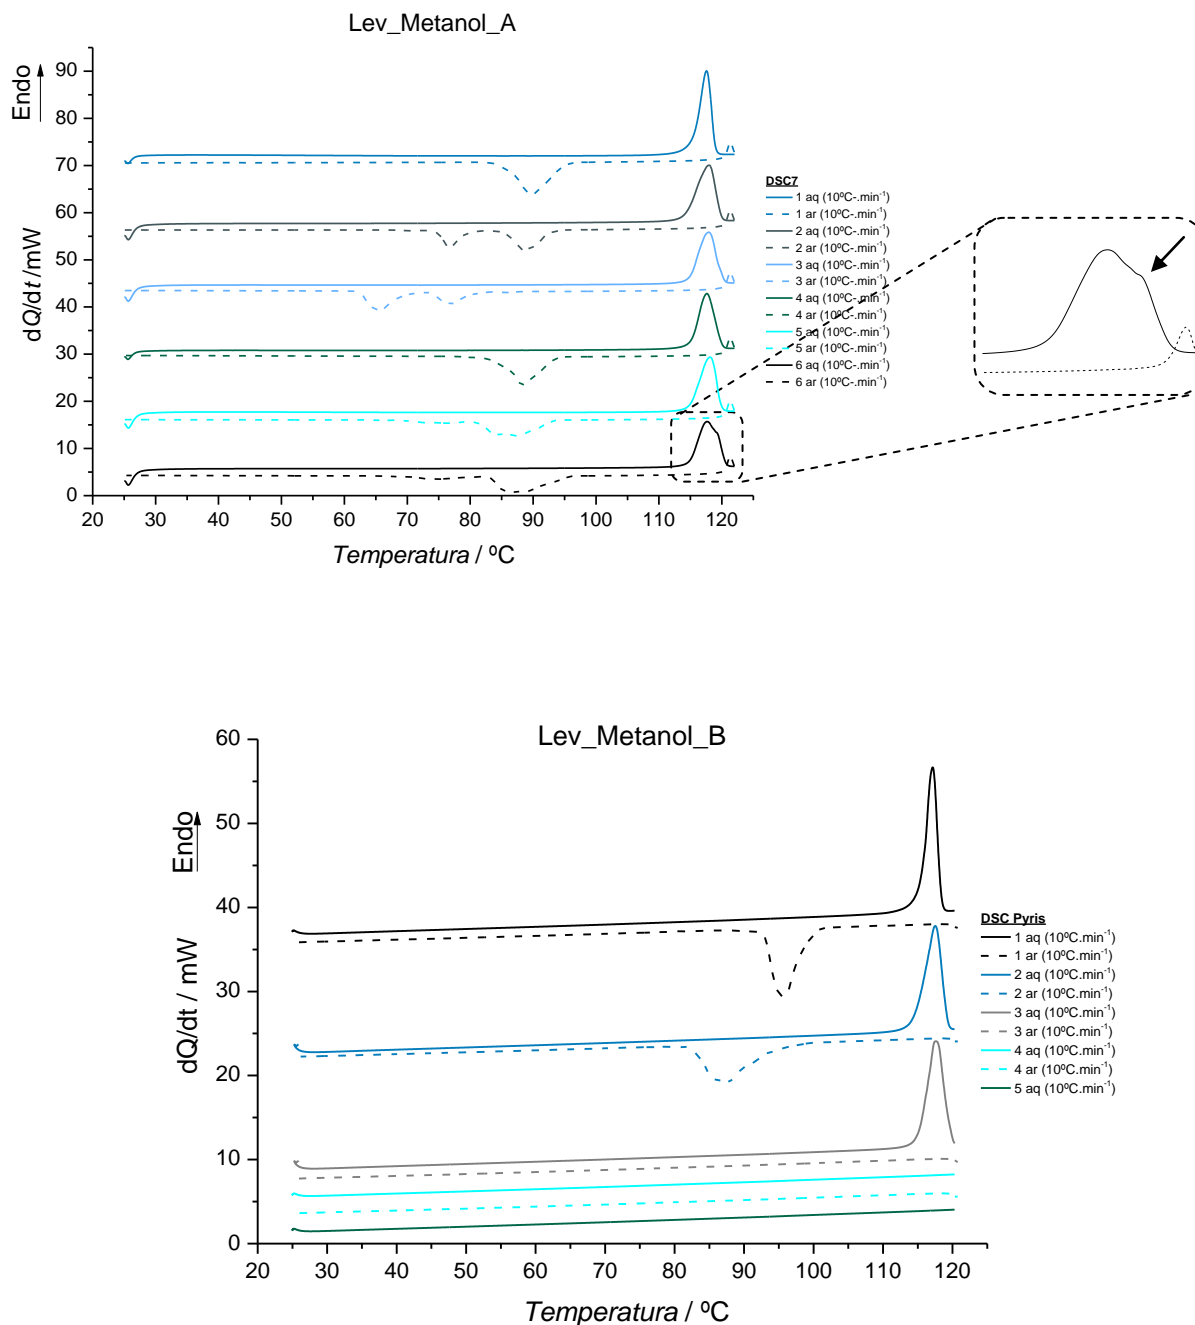 Lev_Metanol_A
Endo
dQ/dt /mW
90
80
70
60
50
40
30
20
10
0
20 30 40 50 60 70 80 90 100 110 120
Temperatura / ºC
DSC7
1 aq (10ºC-.min-1)
1 ar (10ºC-.min-1)
2 aq (10ºC-.min-1)
2 ar (10ºC-.min-1)
3 aq (10ºC-.min-1)
3 ar (10ºC-.min-1)
4 aq (10ºC-.min-1)
4 ar (10ºC-.min-1)
5 aq (10ºC-.min-1)
5 ar (10ºC-.min-1)
6 aq (10ºC-.min-1)
6 ar (10ºC-.min-1)
Lev_Metanol_B
Endo
dQ/dt / mW
60
50
40
30
20
10
0
20 30 40 50 60 70 80 90 100 110 120
Temperatura / ºC
DSC Pyris
1 aq (10ºC.min-1)
1 ar (10ºC.min-1)
2 aq (10ºC.min-1)
2 ar (10ºC.min-1)
3 aq (10ºC.min-1)
3 ar (10ºC.min-1)
4 aq (10ºC.min-1)
4 ar (10ºC.min-1)
5 aq (10ºC.min-1)